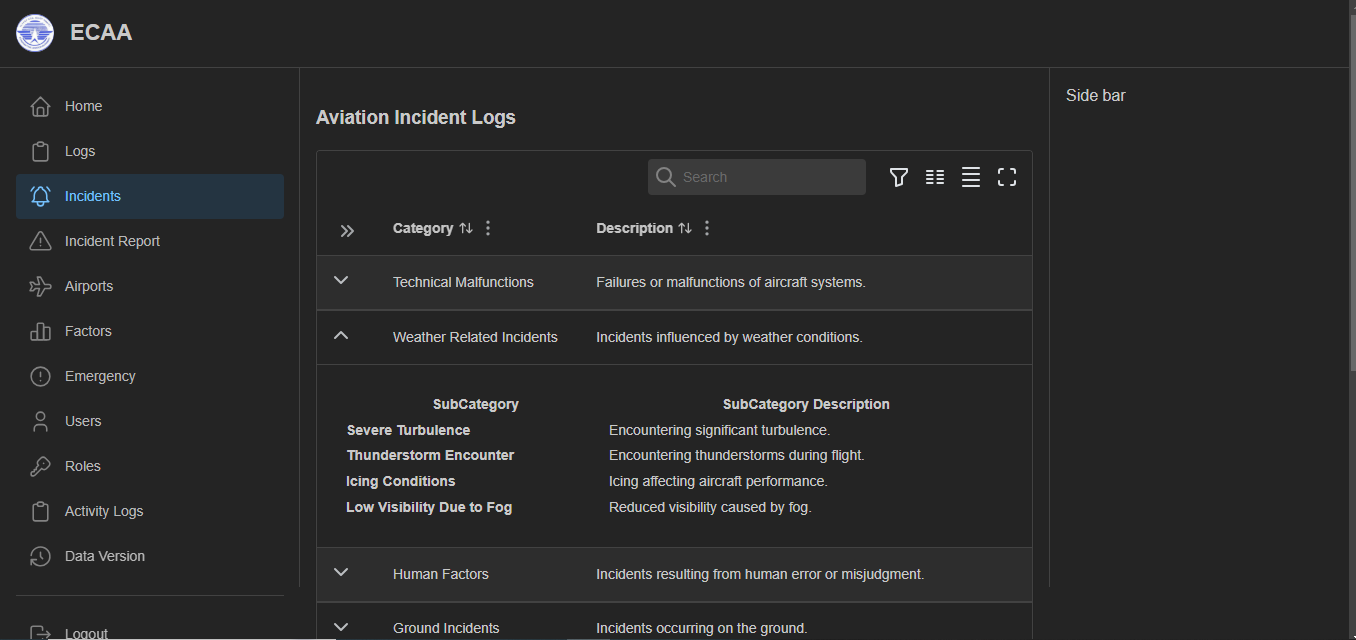 ECAA
Home
Logs
Incidents
Incident Report
Airports
Factors
Emergency
Users
Roles
Activity Logs
Data Version
Logout
Aviation Incident Logs
Search
Category Description
Technical Malfunctions Failures or malfunctions of aircraft systems.
Weather Related Incidents Incidents influenced by weather conditions.
SubCategory SubCategory Description
Severe Turbulence Encountering significant turbulence.
Thunderstorm Encounter Encountering thunderstorms during flight.
Icing Conditions Icing affecting aircraft performance.
Low Visibility Due to Fog Reduced visibility caused by fog.
Human Factors Incidents resulting from human error or misjudgment.
Ground Incidents Incidents occurring on the ground.
Side bar